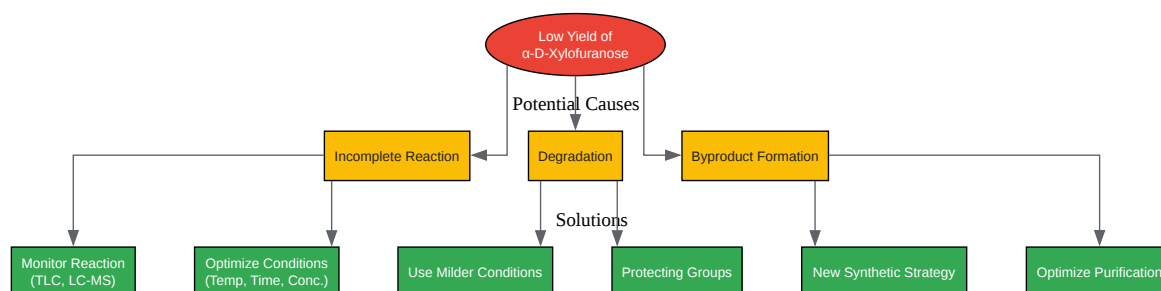 Low Yield of
α-D-Xylofuranose
Potential Causes
Incomplete Reaction
Degradation
Byproduct Formation
Solutions
Monitor Reaction
(TLC, LC-MS)
Optimize Conditions
(Temp, Time, Conc.)
Use Milder Conditions
Protecting Groups
New Synthetic Strategy
Optimize Purification